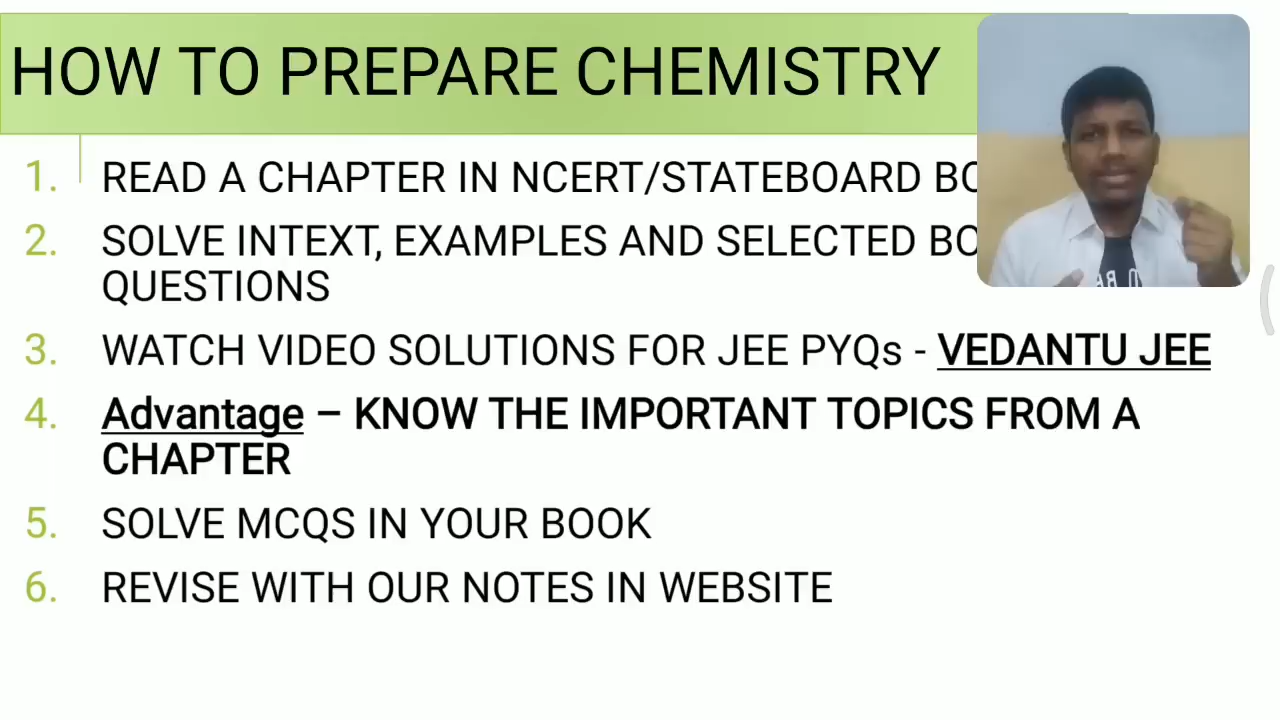 HOW TO PREPARE CHEMISTRY
1. READ A CHAPTER IN NCERT/STATEBOARD
2. SOLVE INTEXT, EXAMPLES AND SELECTED
QUESTIONS
3. WATCH VIDEO SOLUTIONS FOR JEE PYQs - VEDANTU JEE
4. Advantage – KNOW THE IMPORTANT TOPICS FROM A
CHAPTER
5. SOLVE MCQS IN YOUR BOOK
6. REVISE WITH OUR NOTES IN WEBSITE